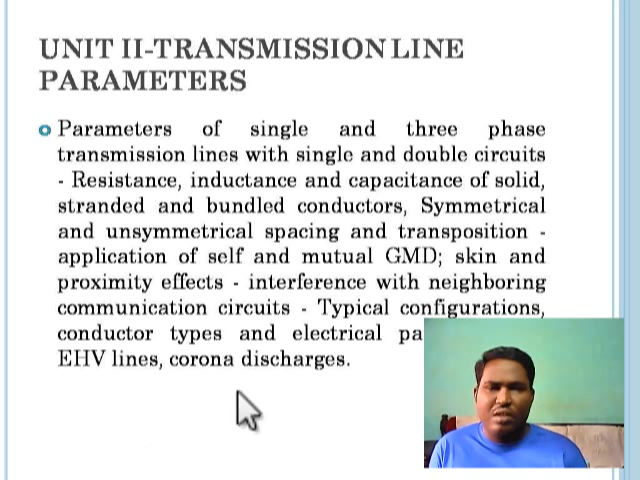 UNIT II-TRANSMISSION LINE
PARAMETERS
Parameters of single and three phase
transmission lines with single and double circuits
- Resistance, inductance and capacitance of solid,
stranded and bundled conductors, Symmetrical
and unsymmetrical spacing and transposition -
application of self and mutual GMD; skin and
proximity effects - interference with neighboring
communication circuits - Typical configurations,
conductor types and electrical
EHV lines, corona discharges.